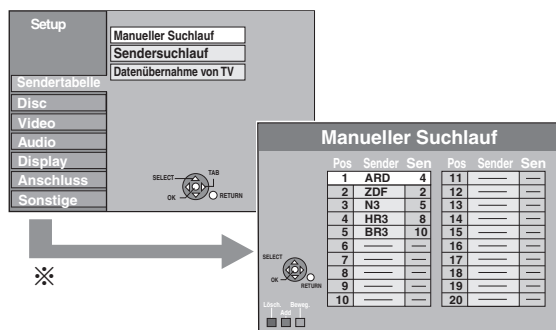 Setup
Manueller Suchlauf
Sendersuchlauf
Datenübernahme von TV
Sendertabelle
Disc
Video
Audio
Display
Anschluss
Sonstige
SELECT
TAB
OK
RETURN
※
Manueller Suchlauf
Pos Sender Sen Pos Sender Sen
1 ARD 4 11 — —
2 ZDF 2 12 — —
3 N3 5 13 — —
4 HR3 8 14 — —
5 BR3 10 15 — —
6 — — 16 — —
7 — — 17 — —
8 — — 18 — —
9 — — 19 — —
10 — — 20 — —
SELECT
OK
RETURN
Lösch. Beweg.
Add